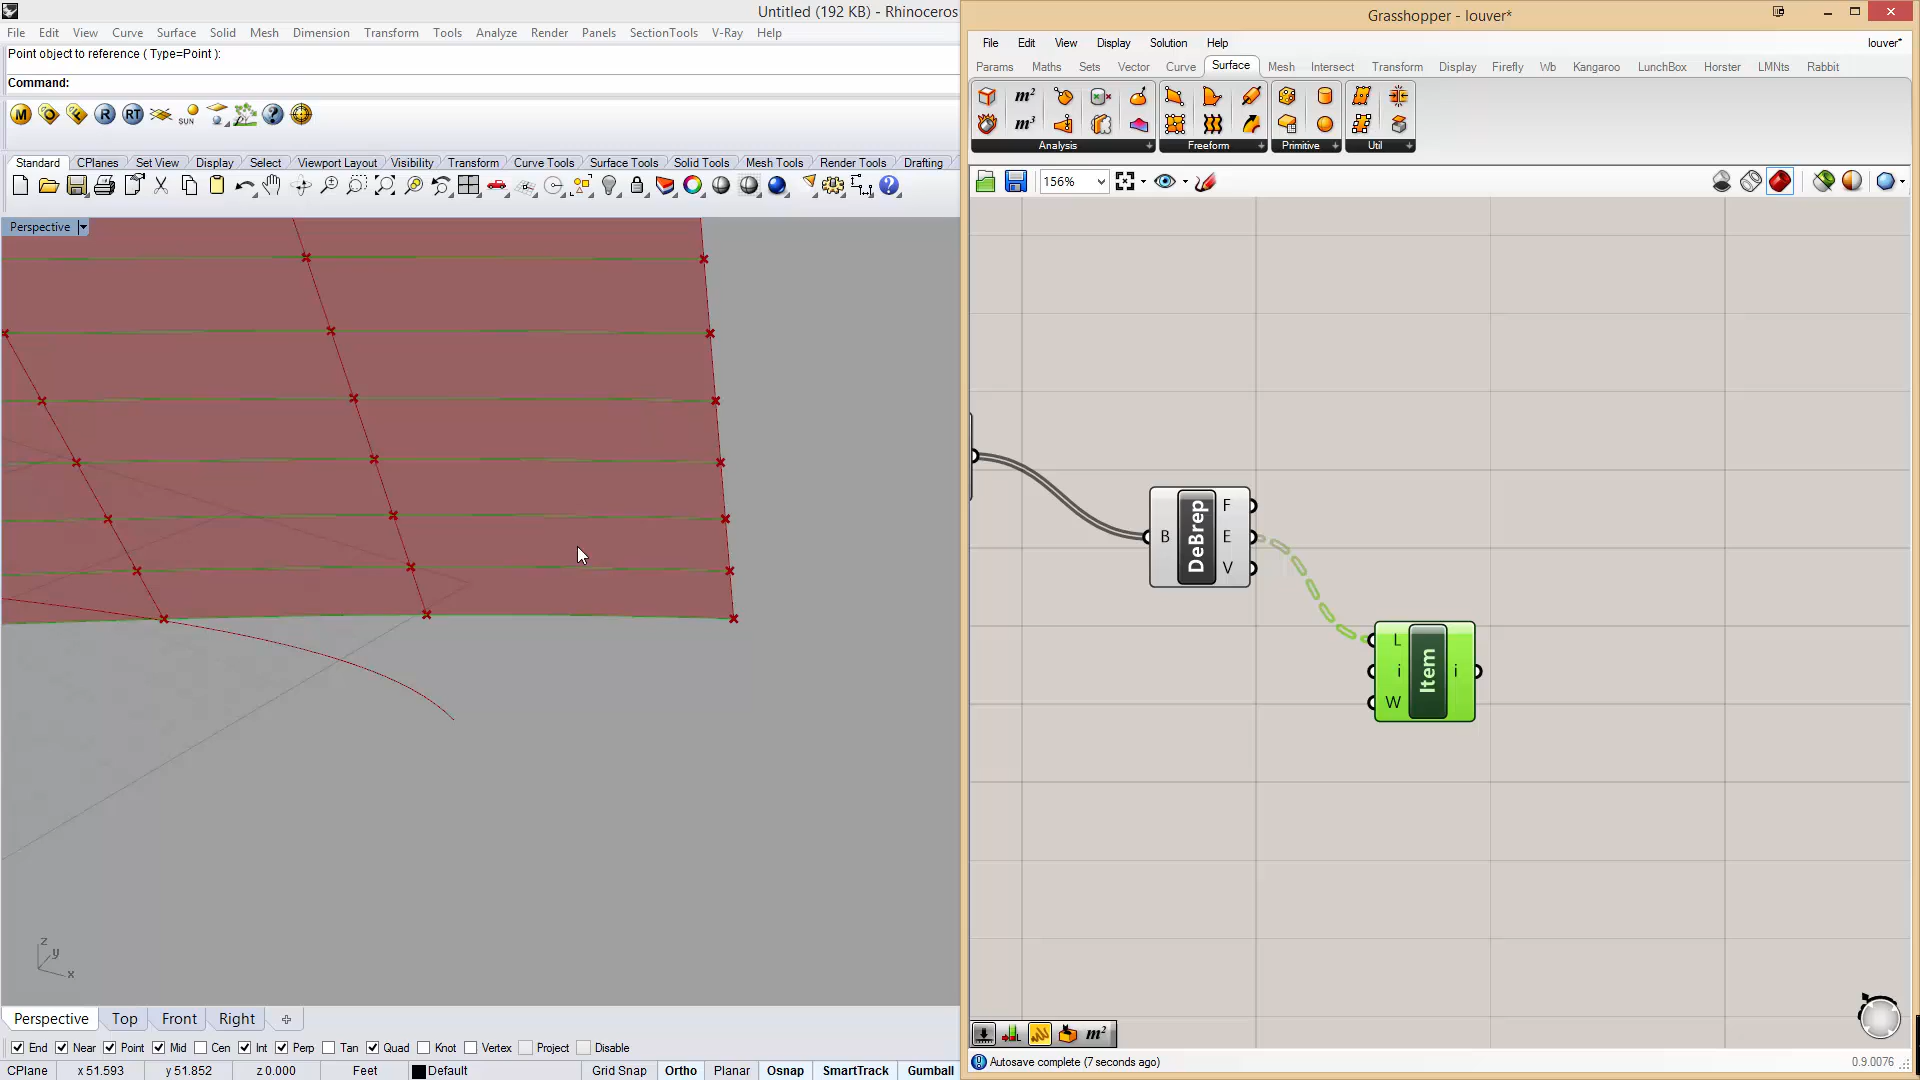 Untitled (192 KB) - Rhinoceros
File Edit View Curve Surface Solid Mesh Dimension Transform Tools Analyze Render Panels SectionTools V-Ray Help
Point object to reference ( Type=Point ):
Command:
M R RT SUN
Standard CPlanes Set View Display Select Viewport Layout Visibility Transform Curve Tools Surface Tools Solid Tools Mesh Tools Render Tools Drafting
Perspective
z
y
x
Perspective Top Front Right
End Near Point Mid Cen Int Perp Tan Quad Knot Vertex Project Disable
CPlane x 51.593 y 51.852 z 0.000 Feet Default Grid Snap Ortho Planar Osnap SmartTrack Gumball
Grasshopper - louver*
File Edit View Display Solution Help louver*
Params Maths Sets Vector Curve Surface Mesh Intersect Transform Display Firefly Wb Kangaroo LunchBox Horster LMNts Rabbit
m²
m³
Analysis Freeform Primitive Util
156%
B DeBrep F E V
L i W Item i
m²
Autosave complete (7 seconds ago) 0.9.0076